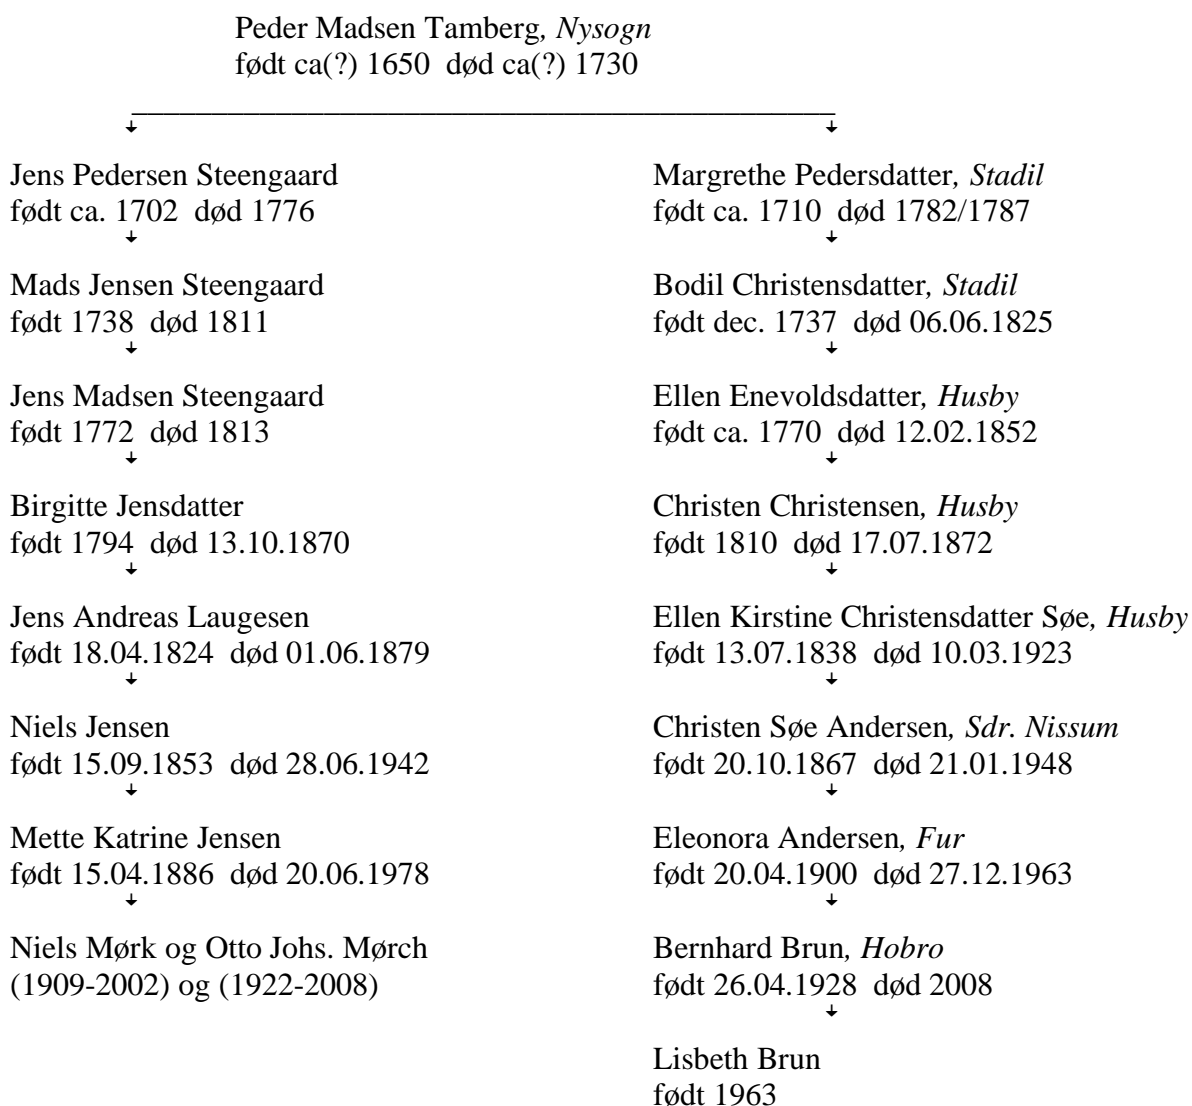 Peder Madsen Tamberg, Nysogn
født ca(?) 1650 død ca(?) 1730
Jens Pedersen Steengaard
født ca. 1702 død 1776
Mads Jensen Steengaard
født 1738 død 1811
Jens Madsen Steengaard
født 1772 død 1813
Birgitte Jensdatter
født 1794 død 13.10.1870
Jens Andreas Laugesen
født 18.04.1824 død 01.06.1879
Niels Jensen
født 15.09.1853 død 28.06.1942
Mette Katrine Jensen
født 15.04.1886 død 20.06.1978
Niels Mørk og Otto Johs. Mørch
(1909-2002) og (1922-2008)
Margrethe Pedersdatter, Stadil
født ca. 1710 død 1782/1787
Bodil Christensdatter, Stadil
født dec. 1737 død 06.06.1825
Ellen Enevoldsdatter, Husby
født ca. 1770 død 12.02.1852
Christen Christensen, Husby
født 1810 død 17.07.1872
Ellen Kirstine Christensdatter Søe, Husby
født 13.07.1838 død 10.03.1923
Christen Søe Andersen, Sdr. Nissum
født 20.10.1867 død 21.01.1948
Eleonora Andersen, Fur
født 20.04.1900 død 27.12.1963
Bernhard Brun, Hobro
født 26.04.1928 død 2008
Lisbeth Brun
født 1963